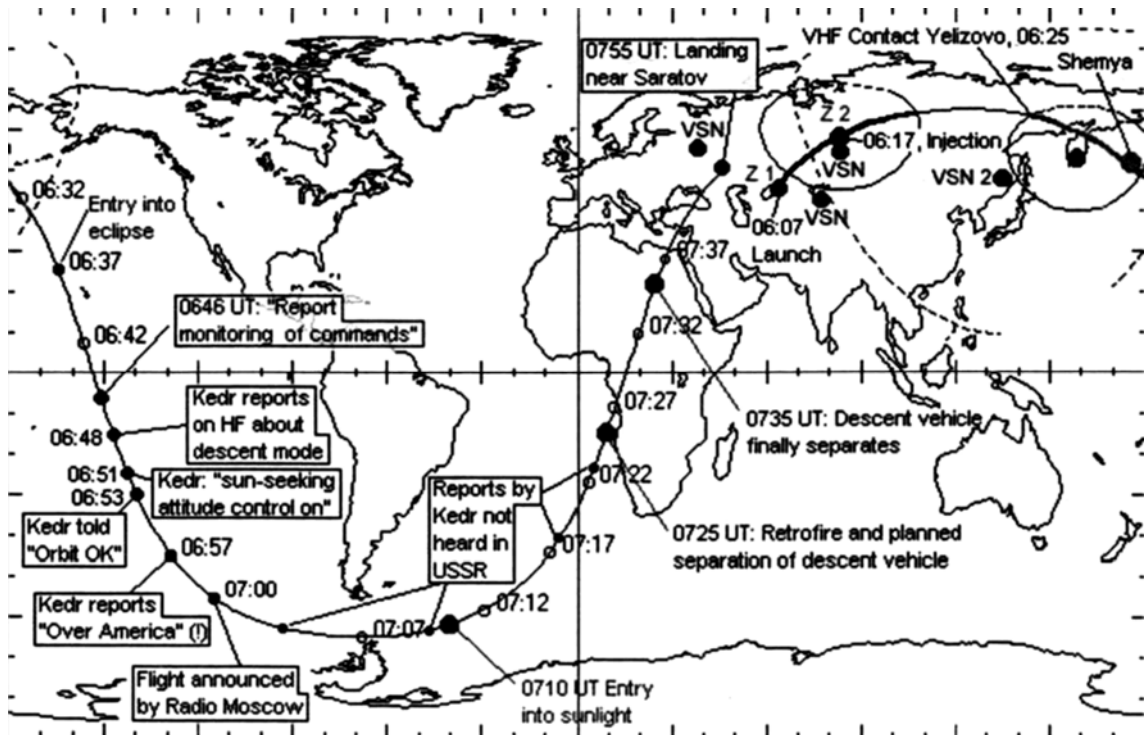 0755 UT: Landing
near Saratov
VHF Contact Yelizovo, 06:25
Shemya
VSN
Z 2
06:17, Injection
VSN
Z 1
VSN 2
VSN
06:07
Launch
06:32
Entry into
eclipse
06:37
07:37
0646 UT: "Report
monitoring of commands"
06:42
07:32
Kedr reports
on HF about
descent mode
07:27
0735 UT: Descent vehicle
finally separates
06:48
06:51
Kedr: "sun-seeking
attitude control on"
06:53
Reports by
Kedr not
heard in
USSR
07:22
Kedr told
"Orbit OK"
06:57
07:17
0725 UT: Retrofire and planned
separation of descent vehicle
Kedr reports
"Over America" (!)
07:00
07:12
07:07
Flight announced
by Radio Moscow
0710 UT Entry
into sunlight